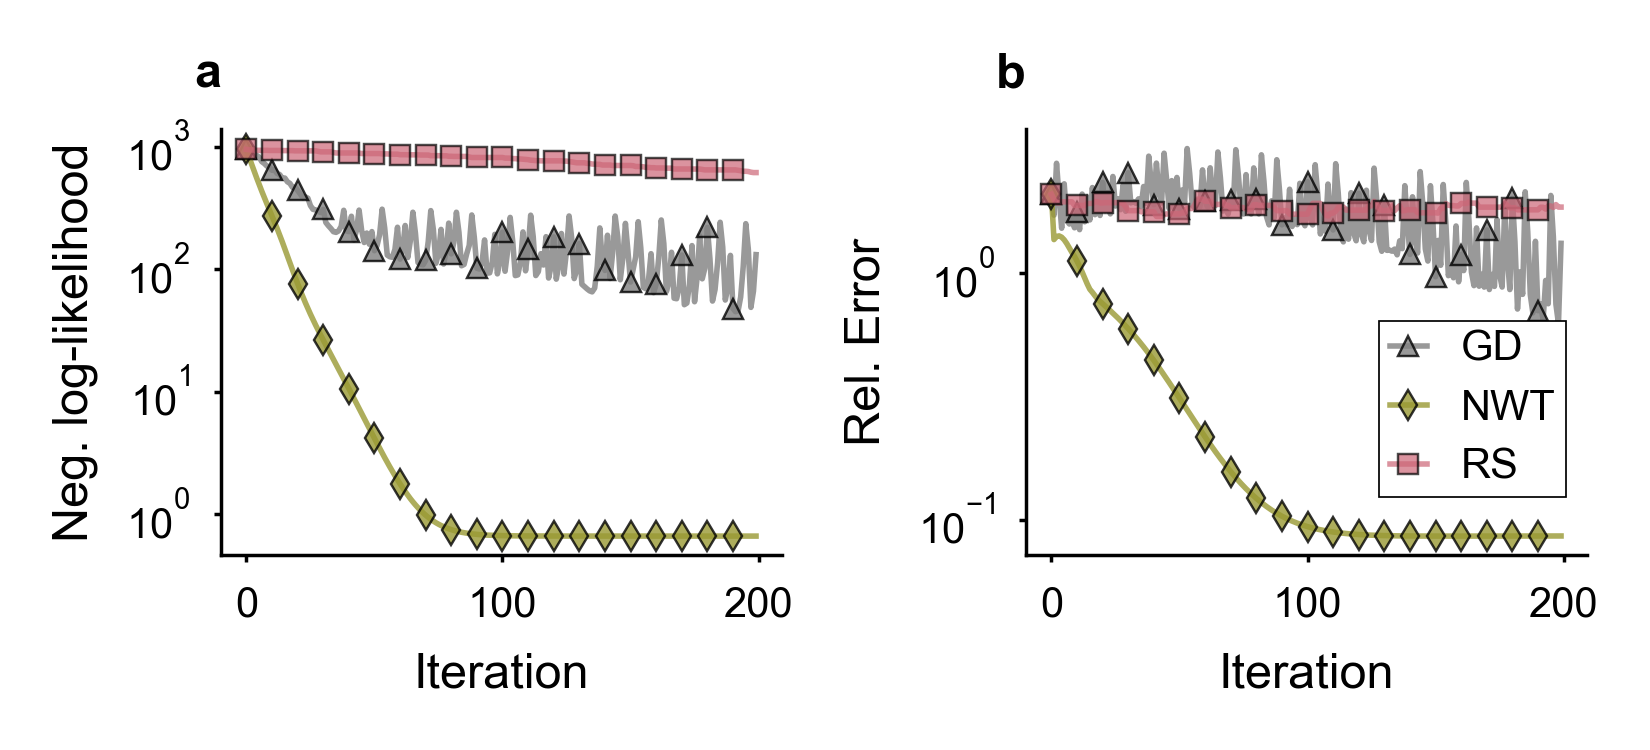 a
Neg. log-likelihood
10^3
10^2
10^1
10^0
0 100 200
Iteration
b
Rel. Error
10^0
10^−1
0 100 200
Iteration
GD
NWT
RS